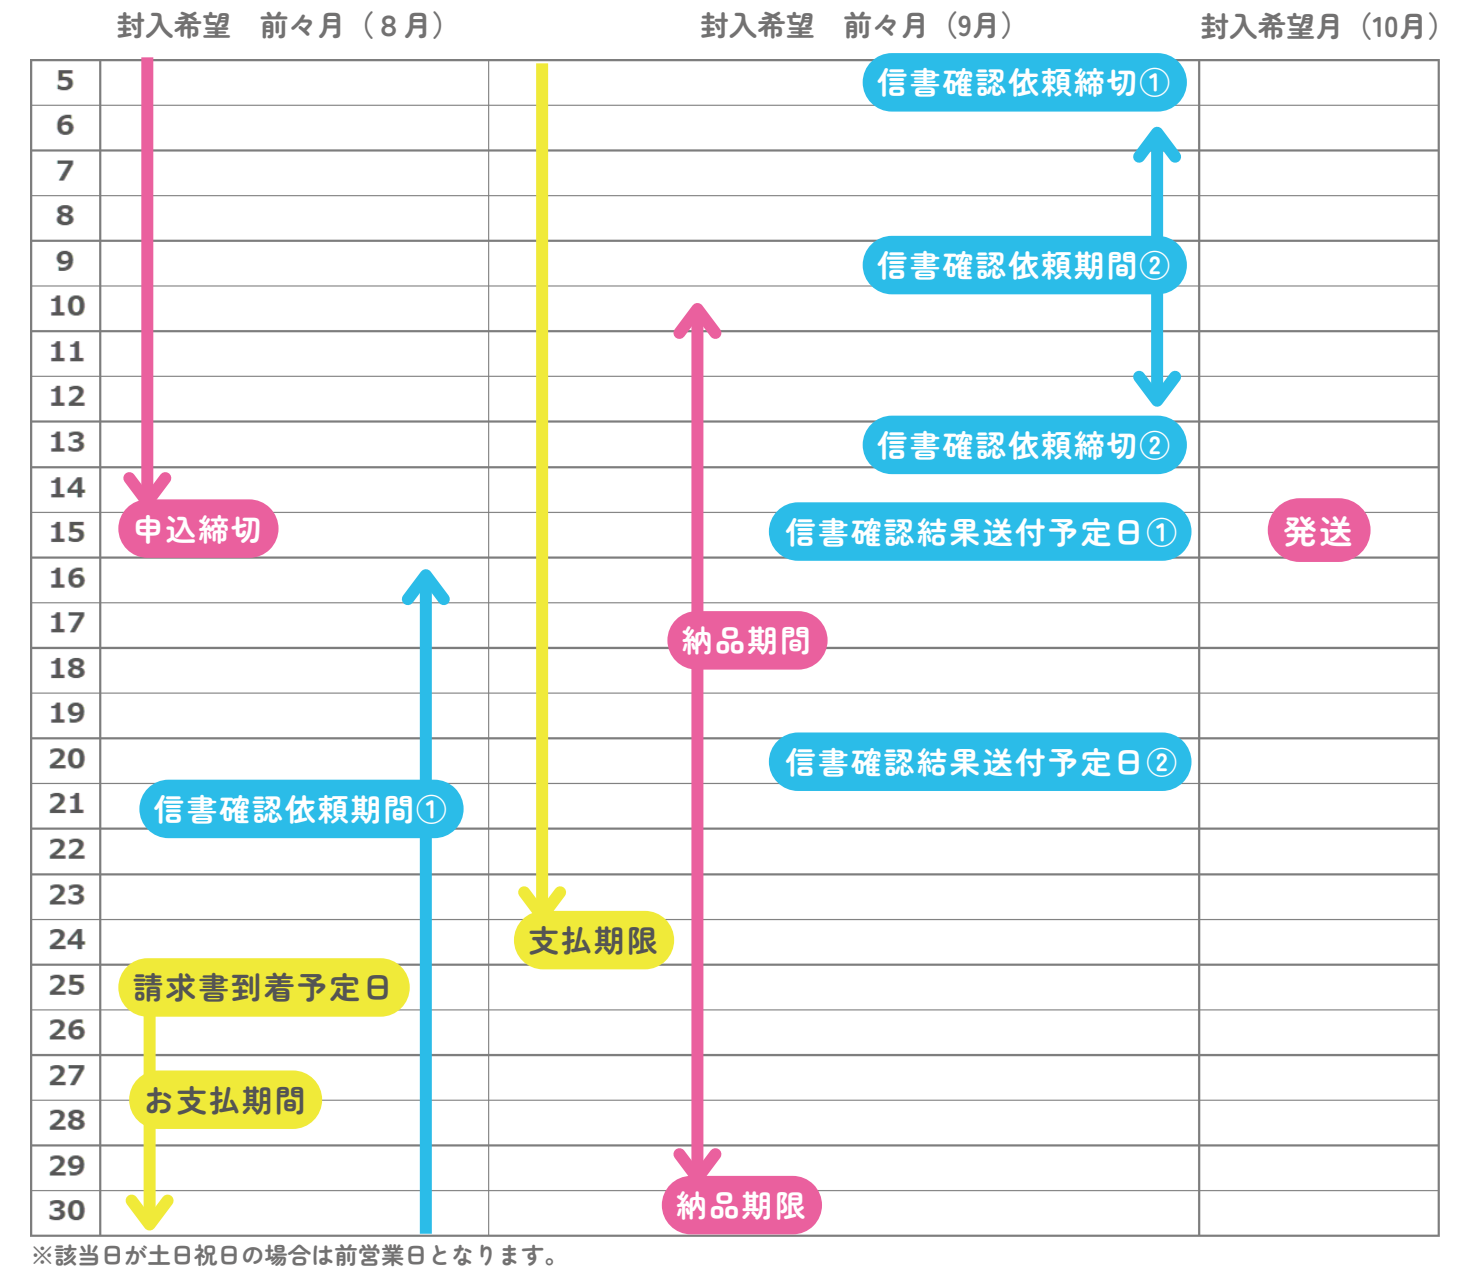 封入希望　前々月（８月）
封入希望　前々月（9月）
封入希望月（10月）
5
信書確認依頼締切①
6
7
8
9
信書確認依頼期間②
10
11
12
13
信書確認依頼締切②
14
15
申込締切
信書確認結果送付予定日①
発送
16
17
納品期間
18
19
20
信書確認結果送付予定日②
21
信書確認依頼期間①
22
23
24
支払期限
25
請求書到着予定日
26
27
お支払期間
28
29
30
納品期限
※該当日が土日祝日の場合は前営業日となります。